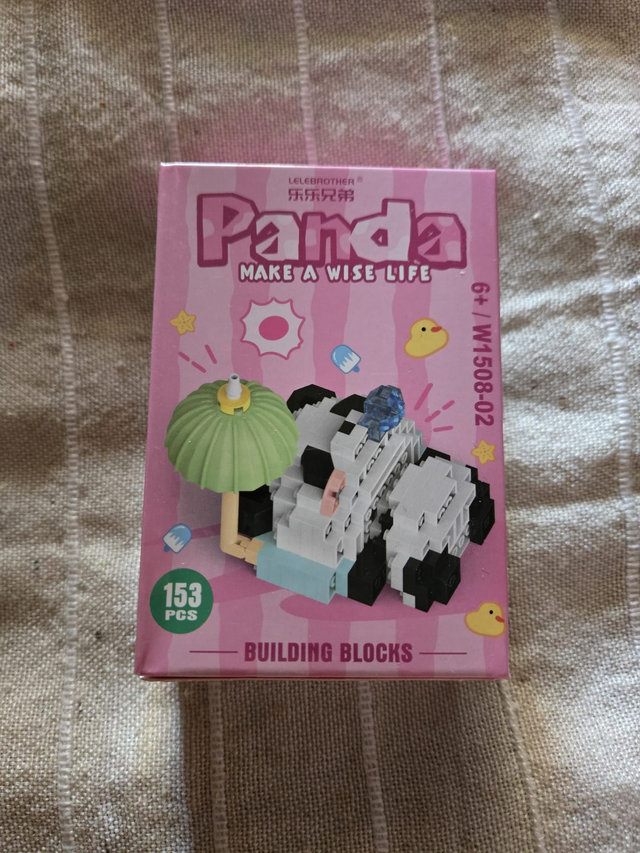 LELEBROTHER®
乐乐兄弟
Panda
MAKE A WISE LIFE
6+ / W1508-02
153
PCS
BUILDING BLOCKS